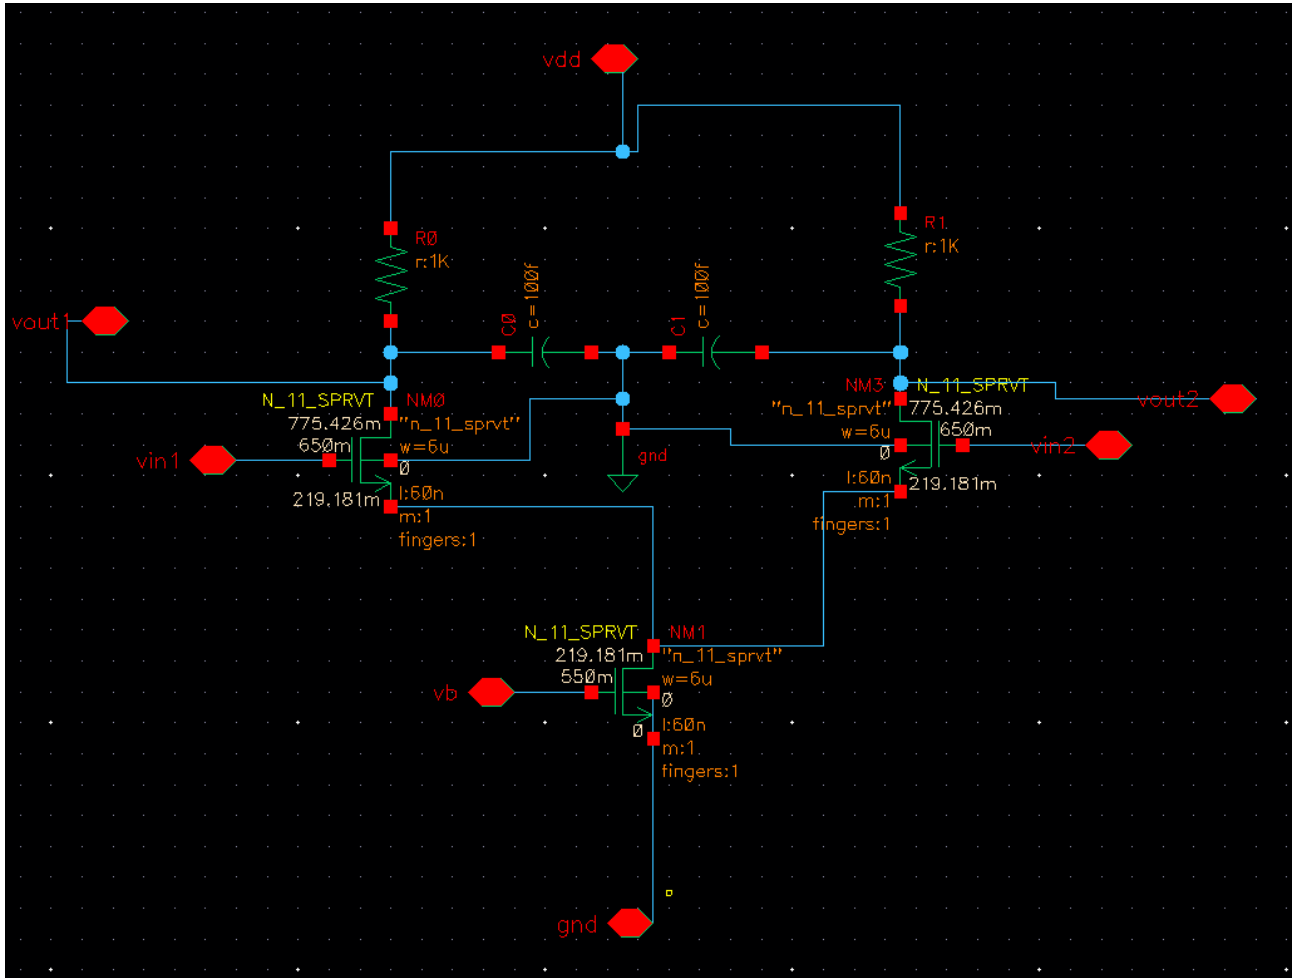 vdd
R0
r:1K
R1
r:1K
c=100f
C0
c=100f
C1
vout1
N_11_SPRVT
NM0
775.426m
"n_11_sprvt"
650m
w=6u
0
vin1
219.181m
l:60n
m:1
fingers:1
gnd
NM3
N_11_SPRVT
"n_11_sprvt"
775.426m
w=6u
650m
0
vout2
vin2
l:60n
219.181m
m:1
fingers:1
N_11_SPRVT
NM1
219.181m
"n_11_sprvt"
550m
w=6u
0
vb
l:60n
0
m:1
fingers:1
gnd